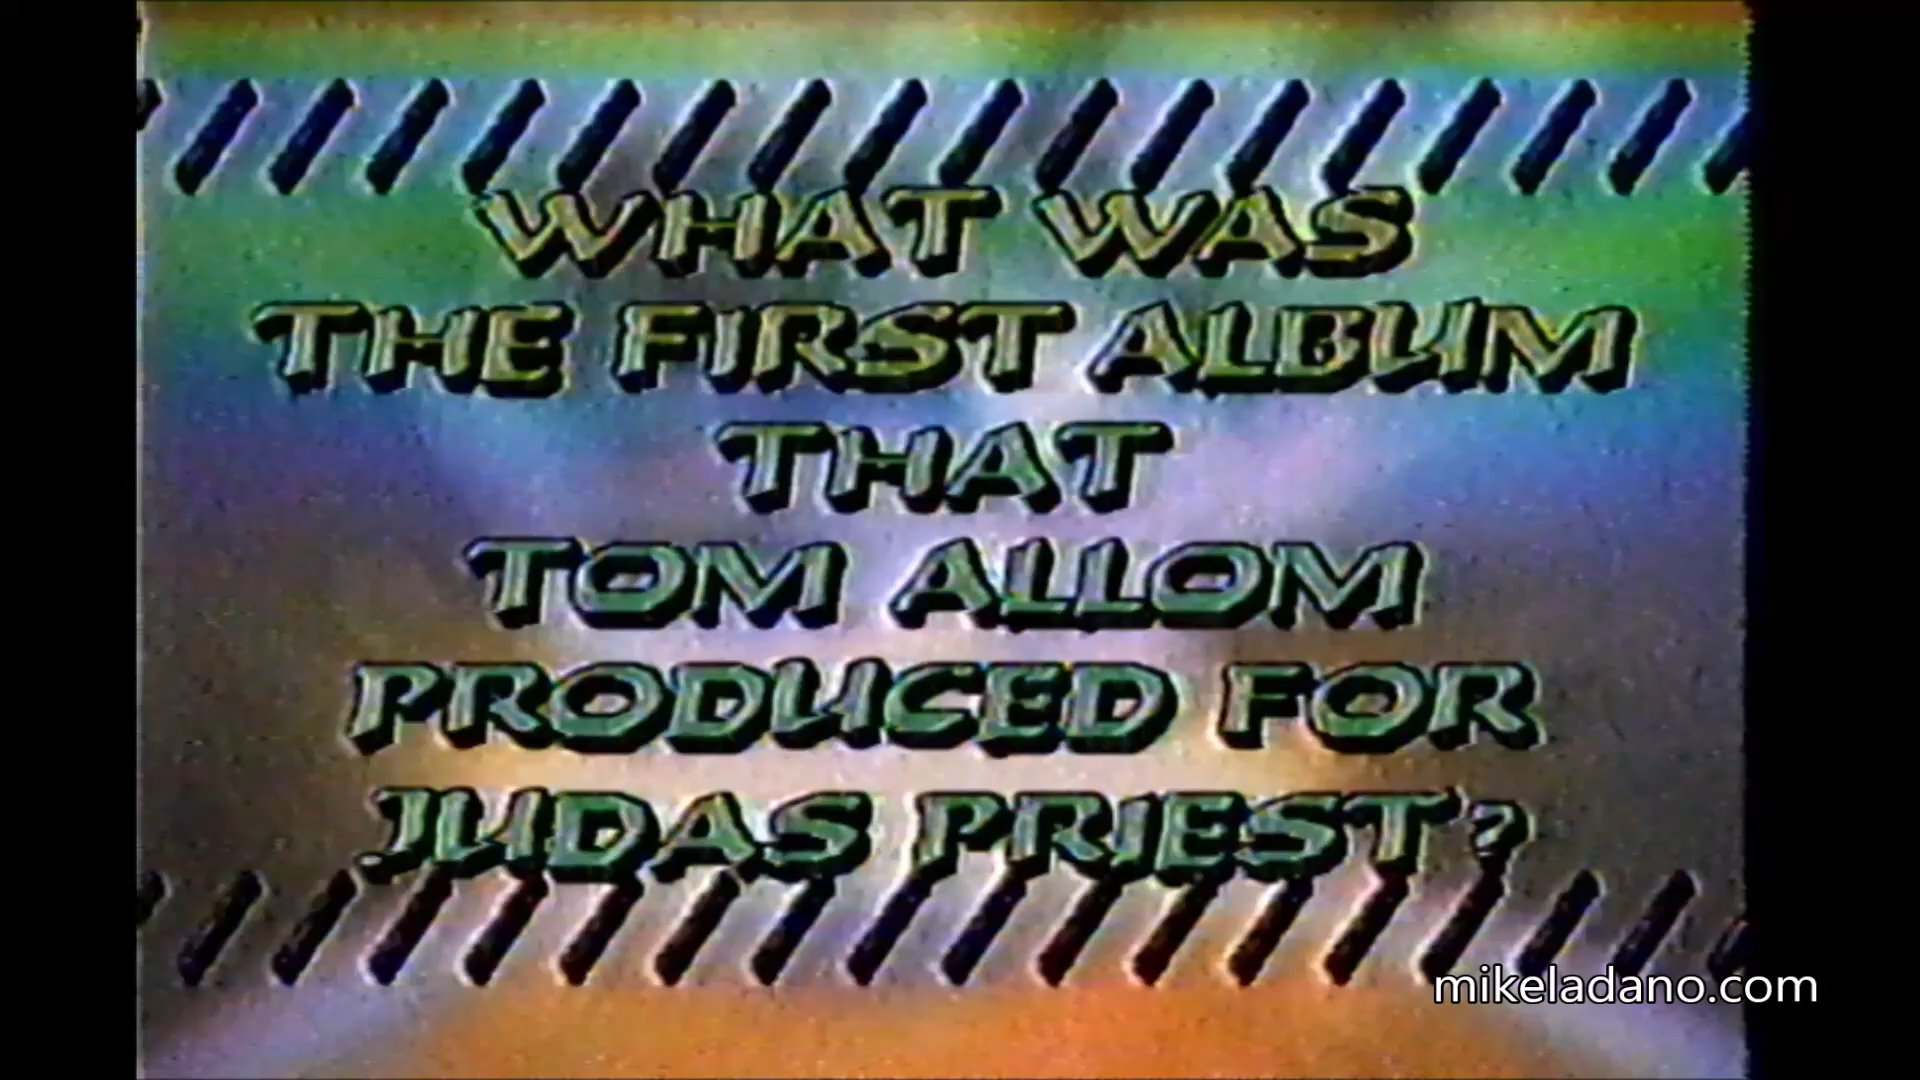 WHAT WAS
THE FIRST ALBUM
THAT
TOM ALLOM
PRODUCED FOR
JUDAS PRIEST?
mikeladano.com